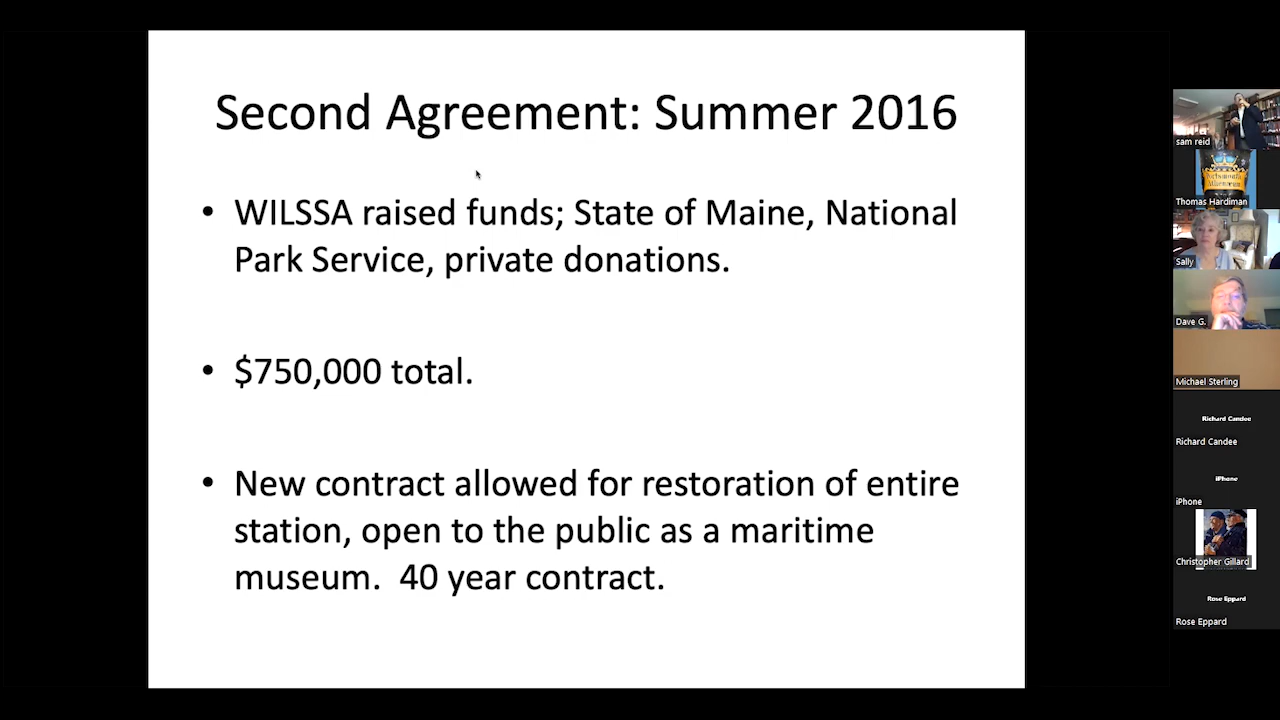 Second Agreement: Summer 2016
• WILSSA raised funds; State of Maine, National
Park Service, private donations.
• $750,000 total.
• New contract allowed for restoration of entire
station, open to the public as a maritime
museum. 40 year contract.
sam reid
Portsmouth
Athenæum
Thomas Hardiman
Sally
Dave G.
Michael Sterling
Richard Candee
Richard Candee
iPhone
iPhone
Christopher Gillard
Rose Eppard
Rose Eppard